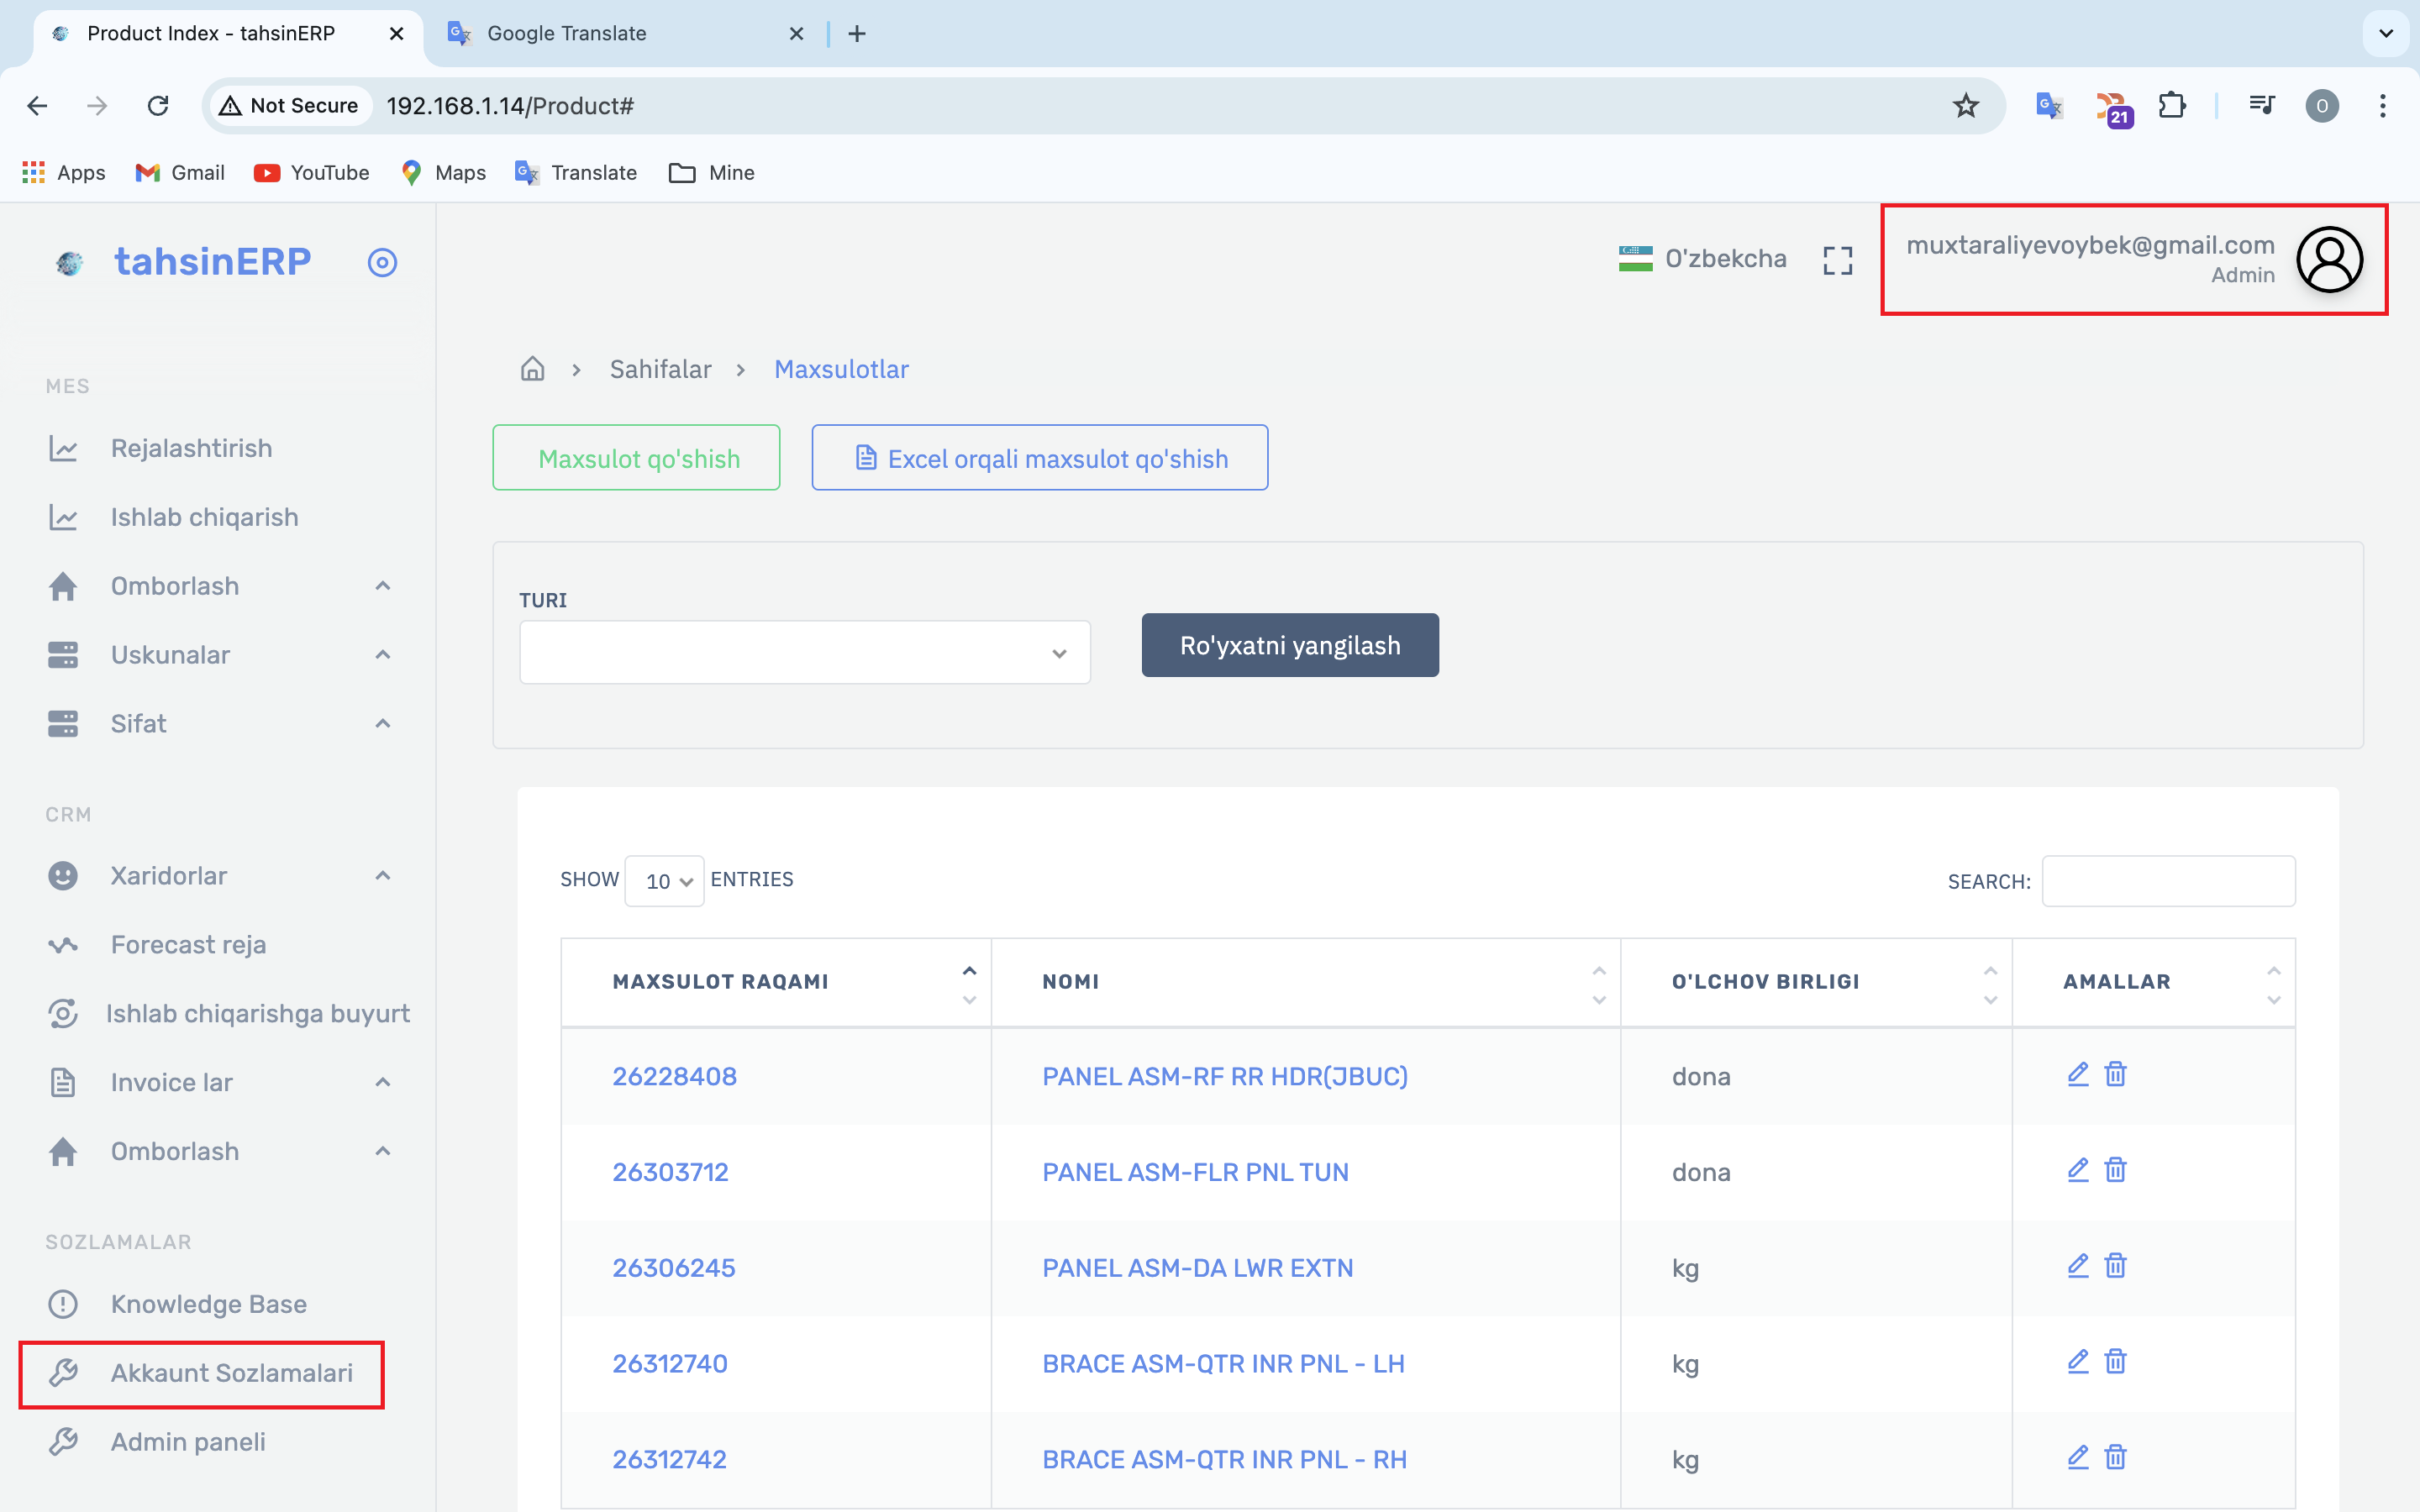 Product Index - tahsinERP
Google Translate
Not Secure
192.168.1.14/Product#
21
O
Apps
Gmail
YouTube
Maps
Translate
Mine
tahsinERP
O'zbekcha
muxtaraliyevoybek@gmail.com
Admin
MES
Rejalashtirish
Ishlab chiqarish
Omborlash
Uskunalar
Sifat
CRM
Xaridorlar
Forecast reja
Ishlab chiqarishga buyurt
Invoice lar
Omborlash
SOZLAMALAR
Knowledge Base
Akkaunt Sozlamalari
Admin paneli
Sahifalar
Maxsulotlar
Maxsulot qo'shish
Excel orqali maxsulot qo'shish
TURI
Ro'yxatni yangilash
SHOW 10 ENTRIES
SEARCH:
MAXSULOT RAQAMI NOMI O'LCHOV BIRLIGI AMALLAR
26228408 PANEL ASM-RF RR HDR(JBUC) dona
26303712 PANEL ASM-FLR PNL TUN dona
26306245 PANEL ASM-DA LWR EXTN kg
26312740 BRACE ASM-QTR INR PNL - LH kg
26312742 BRACE ASM-QTR INR PNL - RH kg